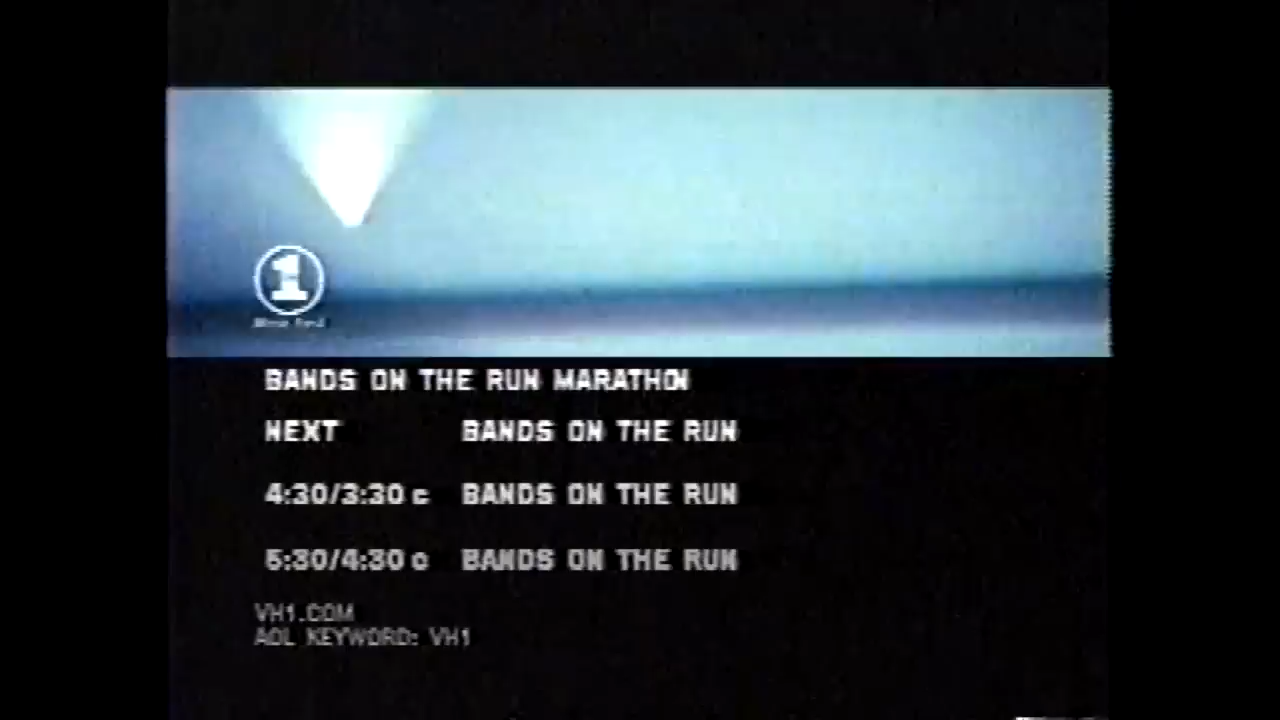 1
BANDS ON THE RUN MARATHON
NEXT BANDS ON THE RUN
4:30/3:30 c BANDS ON THE RUN
5:30/4:30 c BANDS ON THE RUN
VH1.COM
AOL KEYWORD: VH1